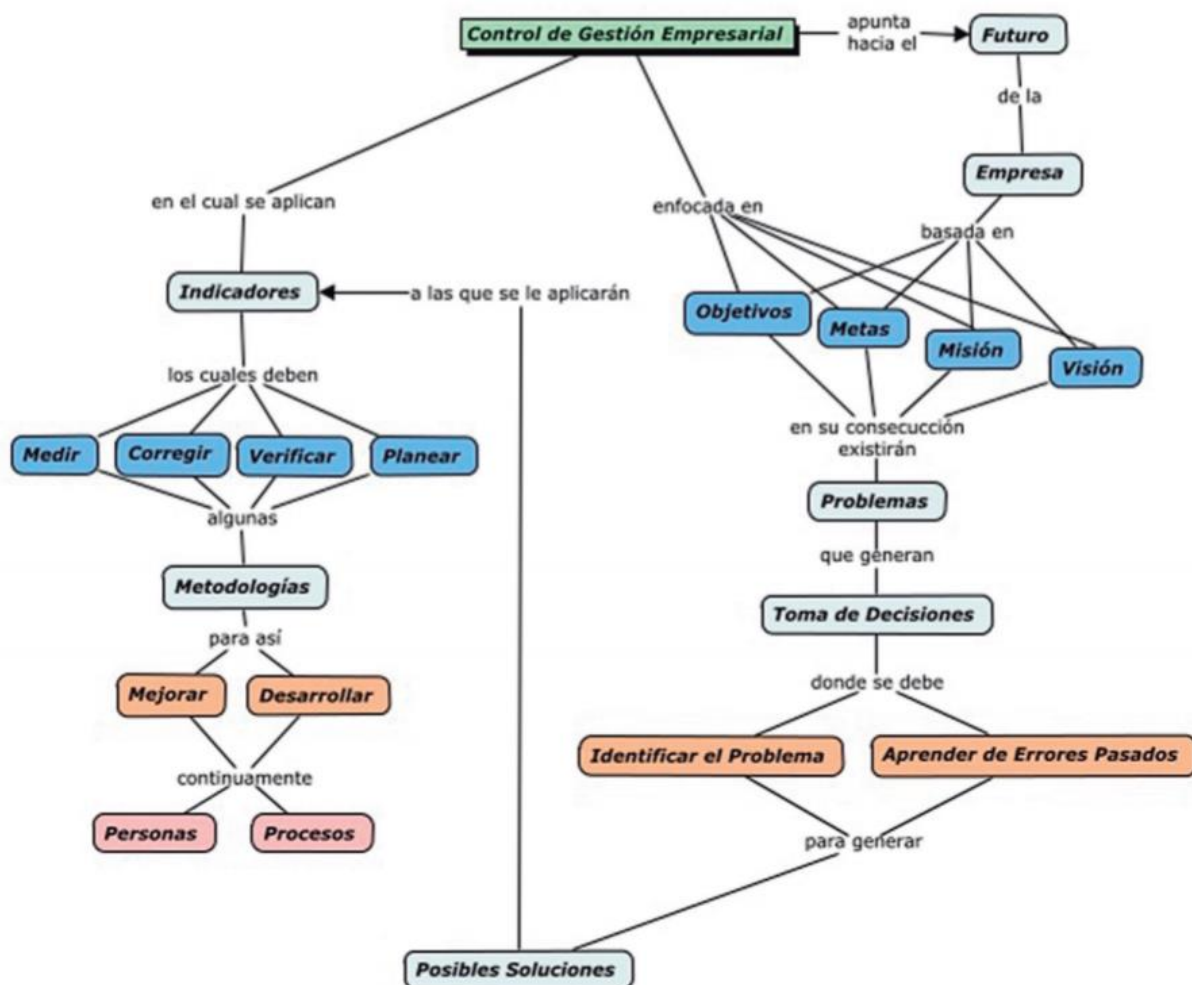 Control de Gestión Empresarial
apunta
hacia el
Futuro
de la
Empresa
en el cual se aplican
enfocada en
basada en
Indicadores
a las que se le aplicarán
Objetivos
Metas
Misión
Visión
los cuales deben
en su consecución
existirán
Medir
Corregir
Verificar
Planear
algunas
Problemas
que generan
Metodologías
Toma de Decisiones
para así
donde se debe
Mejorar
Desarrollar
Identificar el Problema
Aprender de Errores Pasados
continuamente
Personas
Procesos
para generar
Posibles Soluciones